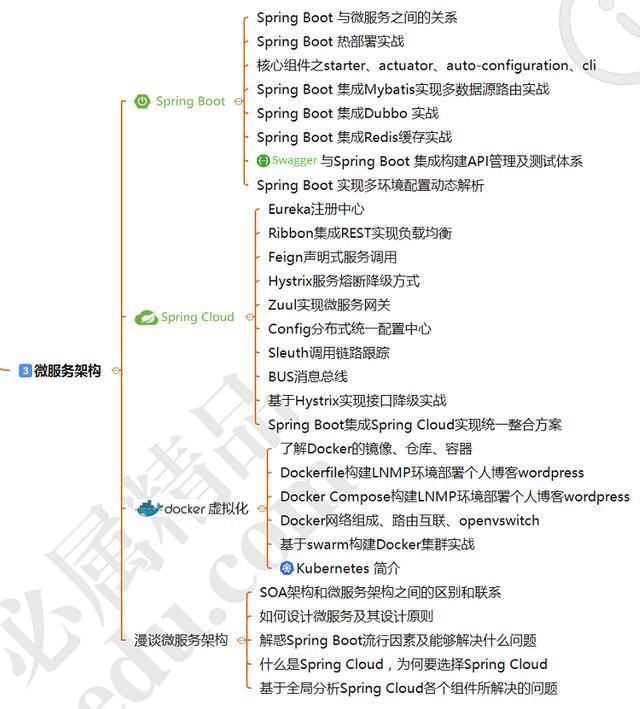 Spring Boot 与微服务之间的关系
Spring Boot 热部署实战
核心组件之starter、actuator、auto-configuration、cli
Spring Boot 集成Mybatis实现多数据源路由实战
Spring Boot
Spring Boot 集成Dubbo 实战
Spring Boot 集成Redis缓存实战
Swagger 与Spring Boot 集成构建API管理及测试体系
Spring Boot 实现多环境配置动态解析
Eureka注册中心
Ribbon集成REST实现负载均衡
Feign声明式服务调用
Hystrix服务熔断降级方式
Zuul实现微服务网关
Spring Cloud
Config分布式统一配置中心
Sleuth调用链路跟踪
3 微服务架构
BUS消息总线
基于Hystrix实现接口降级实战
Spring Boot集成Spring Cloud实现统一整合方案
了解Docker的镜像、仓库、容器
Dockerfile构建LNMP环境部署个人博客wordpress
Docker Compose构建LNMP环境部署个人博客wordpress
docker 虚拟化
Docker网络组成、路由互联、openvswitch
基于swarm构建Docker集群实战
Kubernetes 简介
SOA架构和微服务架构之间的区别和联系
如何设计微服务及其设计原则
漫谈微服务架构
解惑Spring Boot流行因素及能够解决什么问题
什么是Spring Cloud，为何要选择Spring Cloud
基于全局分析Spring Cloud各个组件所解决的问题
必属精品
edu.com